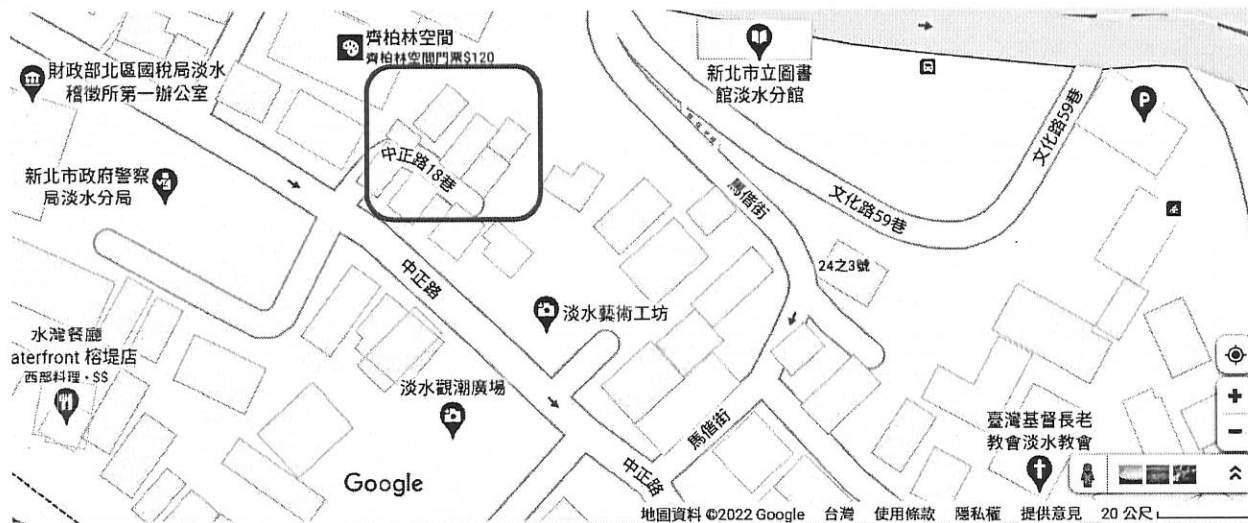 齊柏林空間
齊柏林空間門票$120
財政部北區國稅局淡水
稽徵所第一辦公室
新北市立圖書
館淡水分館
P
文化路59巷
中正路18巷
新北市政府警察
局淡水分局
馬偕街
文化路59巷
24之3號
中正路
淡水藝術工坊
水灣餐廳
aterfront 榕堤店
西部料理・$$
淡水觀潮廣場
馬偕街
臺灣基督長老
教會淡水教會
中正路
Google
地圖資料 ©2022 Google 台灣 使用條款 隱私權 提供意見 20 公尺